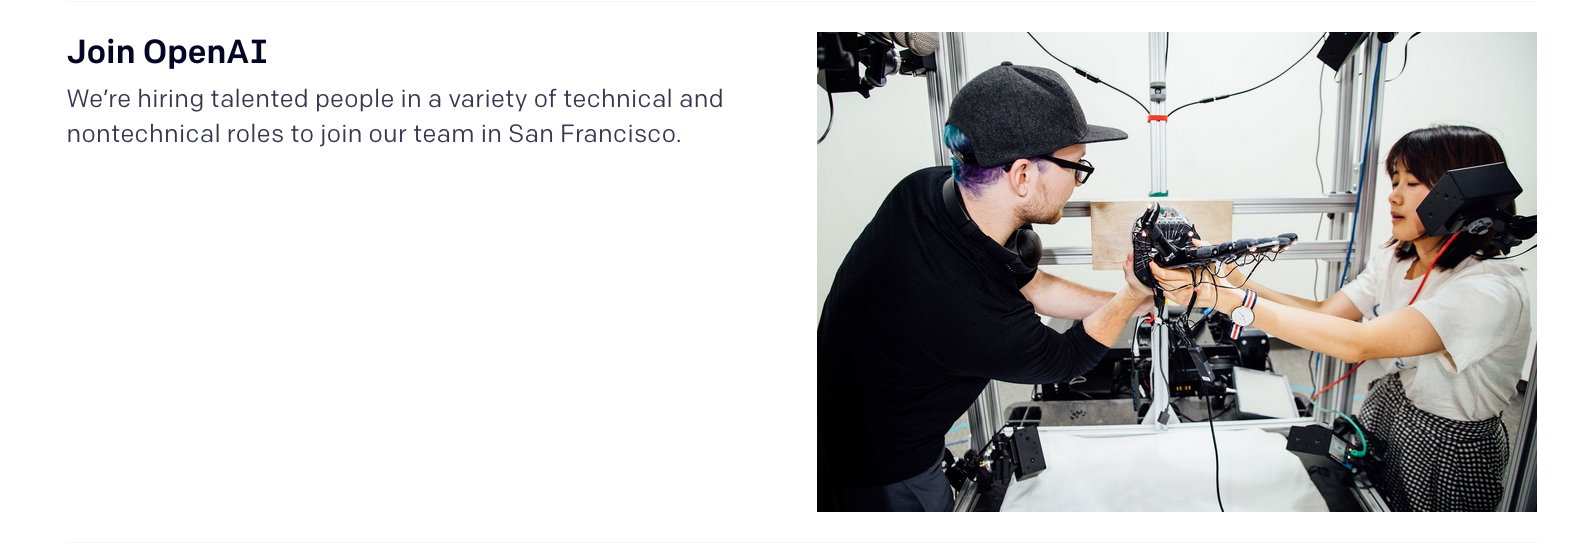 Join OpenAI
We’re hiring talented people in a variety of technical and
nontechnical roles to join our team in San Francisco.